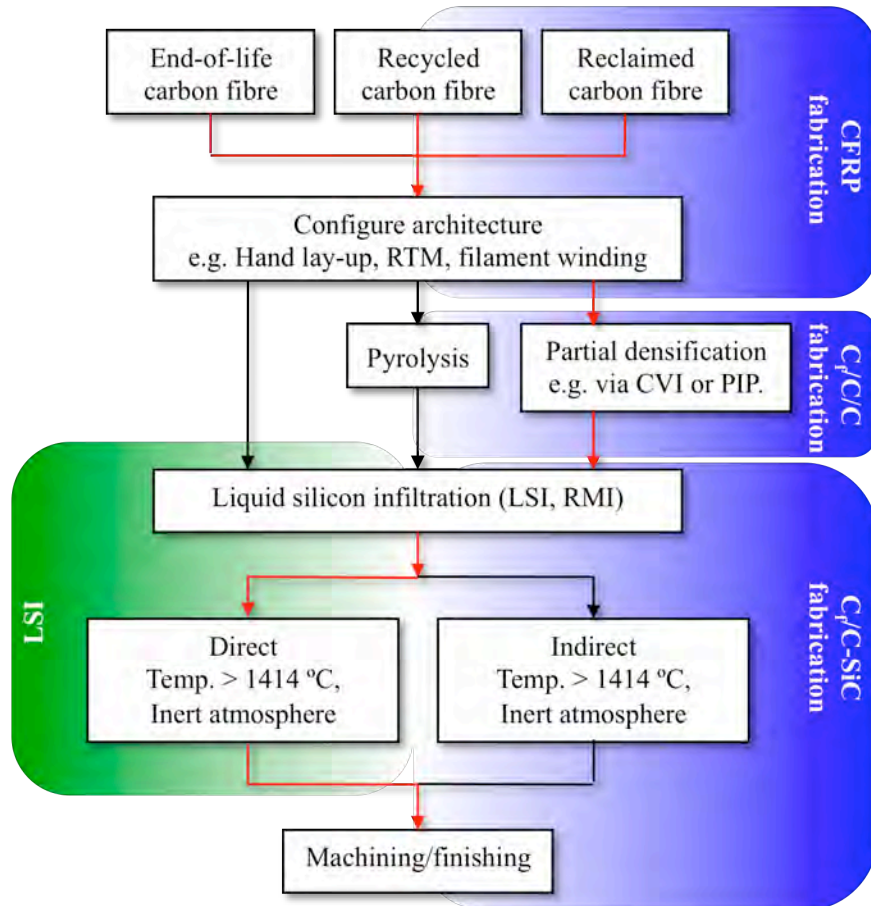 End-of-life
carbon fibre
Recycled
carbon fibre
Reclaimed
carbon fibre
CFRP
fabrication
Configure architecture
e.g. Hand lay-up, RTM, filament winding
Pyrolysis
Partial densification
e.g. via CVI or PIP.
Cf/C/C
fabrication
Liquid silicon infiltration (LSI, RMI)
LSI
Direct
Temp. > 1414 ºC,
Inert atmosphere
Indirect
Temp. > 1414 ºC,
Inert atmosphere
Cf/C-SiC
fabrication
Machining/finishing